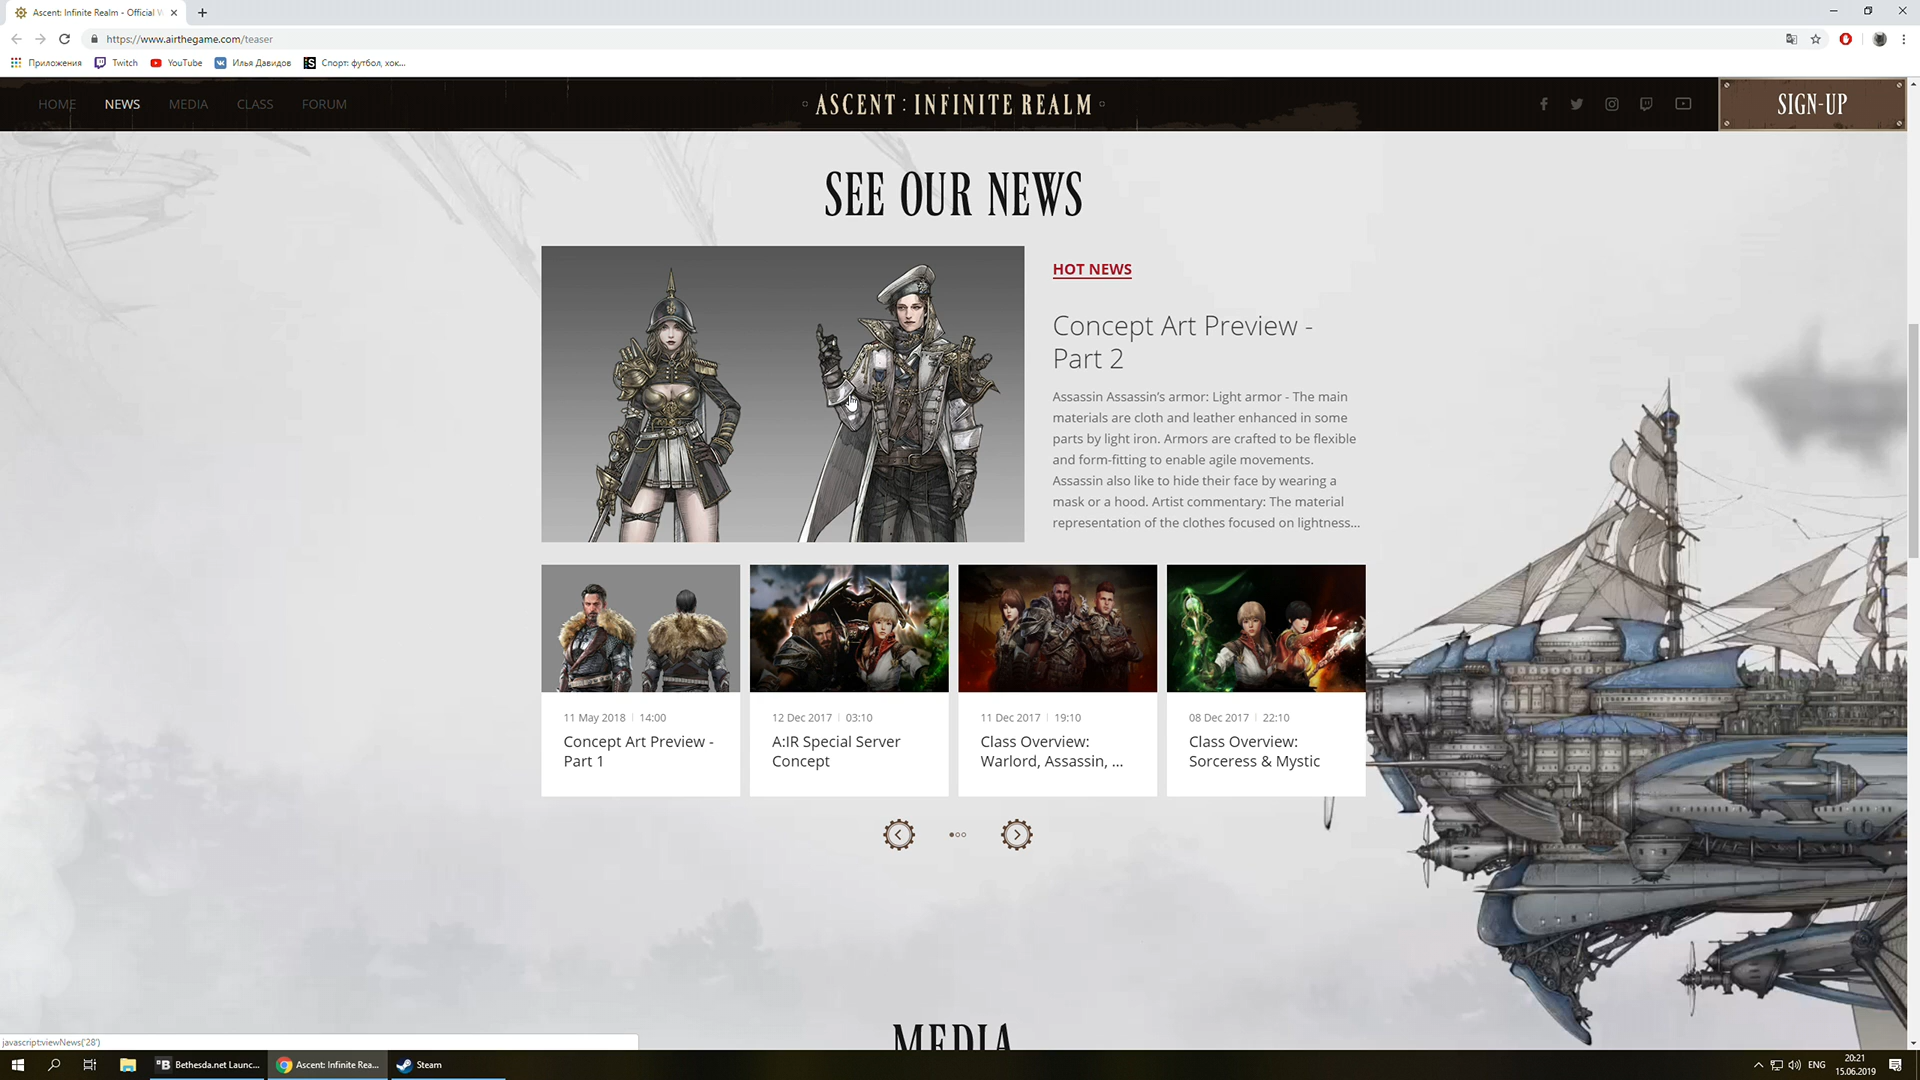 Ascent: Infinite Realm - Official W
https://www.airthegame.com/teaser
Приложения
Twitch
YouTube
Илья Давидов
Спорт: футбол, хок...
HOME
NEWS
MEDIA
CLASS
FORUM
ASCENT : INFINITE REALM
SIGN-UP
SEE OUR NEWS
HOT NEWS
Concept Art Preview -
Part 2
Assassin Assassin's armor: Light armor - The main
materials are cloth and leather enhanced in some
parts by light iron. Armors are crafted to be flexible
and form-fitting to enable agile movements.
Assassin also like to hide their face by wearing a
mask or a hood. Artist commentary: The material
representation of the clothes focused on lightness...
11 May 2018 | 14:00
Concept Art Preview -
Part 1
12 Dec 2017 | 03:10
A:IR Special Server
Concept
11 Dec 2017 | 19:10
Class Overview:
Warlord, Assassin, ...
08 Dec 2017 | 22:10
Class Overview:
Sorceress & Mystic
MEDIA
javascript:viewNews('28')
Bethesda.net Launc...
Ascent: Infinite Rea...
Steam
ENG
20:21
15.06.2019